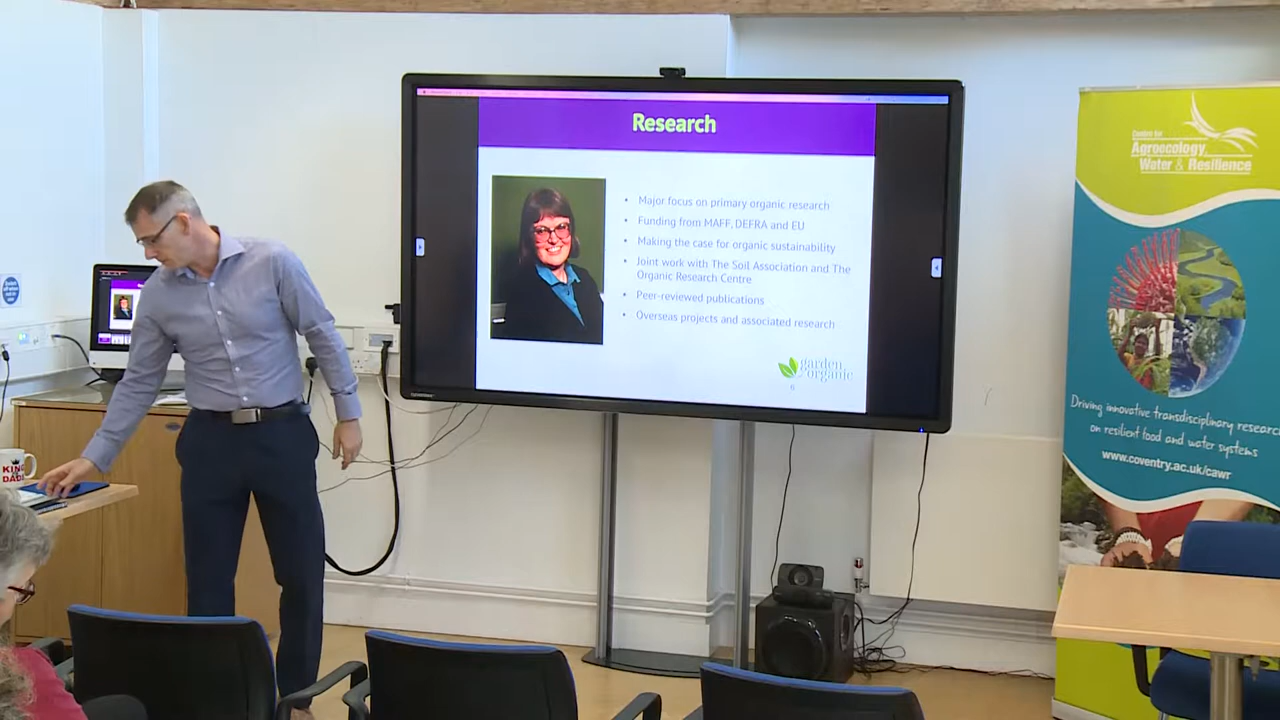 Research
Major focus on primary organic research
Funding from MAFF, DEFRA and EU
Making the case for organic sustainability
Joint work with The Soil Association and The
Organic Research Centre
Peer-reviewed publications
Overseas projects and associated research
garden
organic
6
Centre for
Agroecology,
Water & Resilience
Driving innovative transdisciplinary research
on resilient food and water systems
www.coventry.ac.uk/cawr
KING
DAD